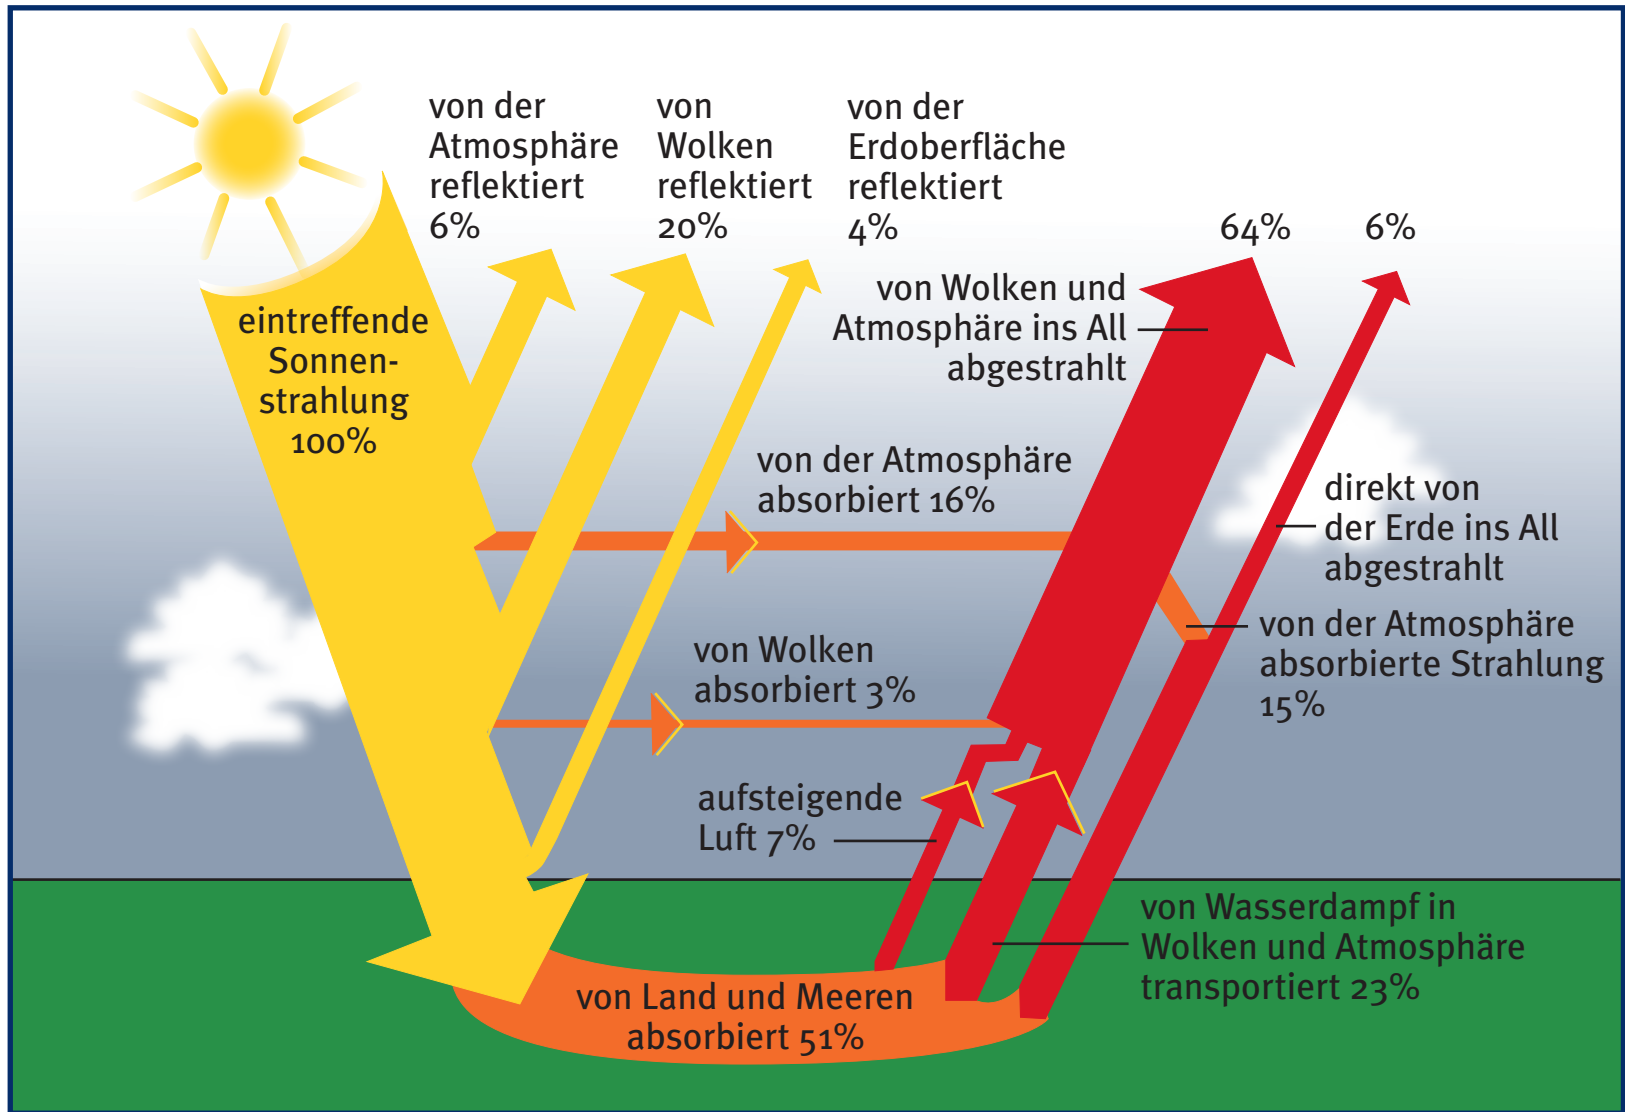 von der
Atmosphäre
reflektiert
6%
von
Wolken
reflektiert
20%
von der
Erdoberfläche
reflektiert
4%
64%
6%
eintreffende
Sonnen-
strahlung
100%
von Wolken und
Atmosphäre ins All
abgestrahlt
von der Atmosphäre
absorbiert 16%
direkt von
der Erde ins All
abgestrahlt
von der Atmosphäre
absorbierte Strahlung
15%
von Wolken
absorbiert 3%
aufsteigende
Luft 7%
von Wasserdampf in
Wolken und Atmosphäre
transportiert 23%
von Land und Meeren
absorbiert 51%